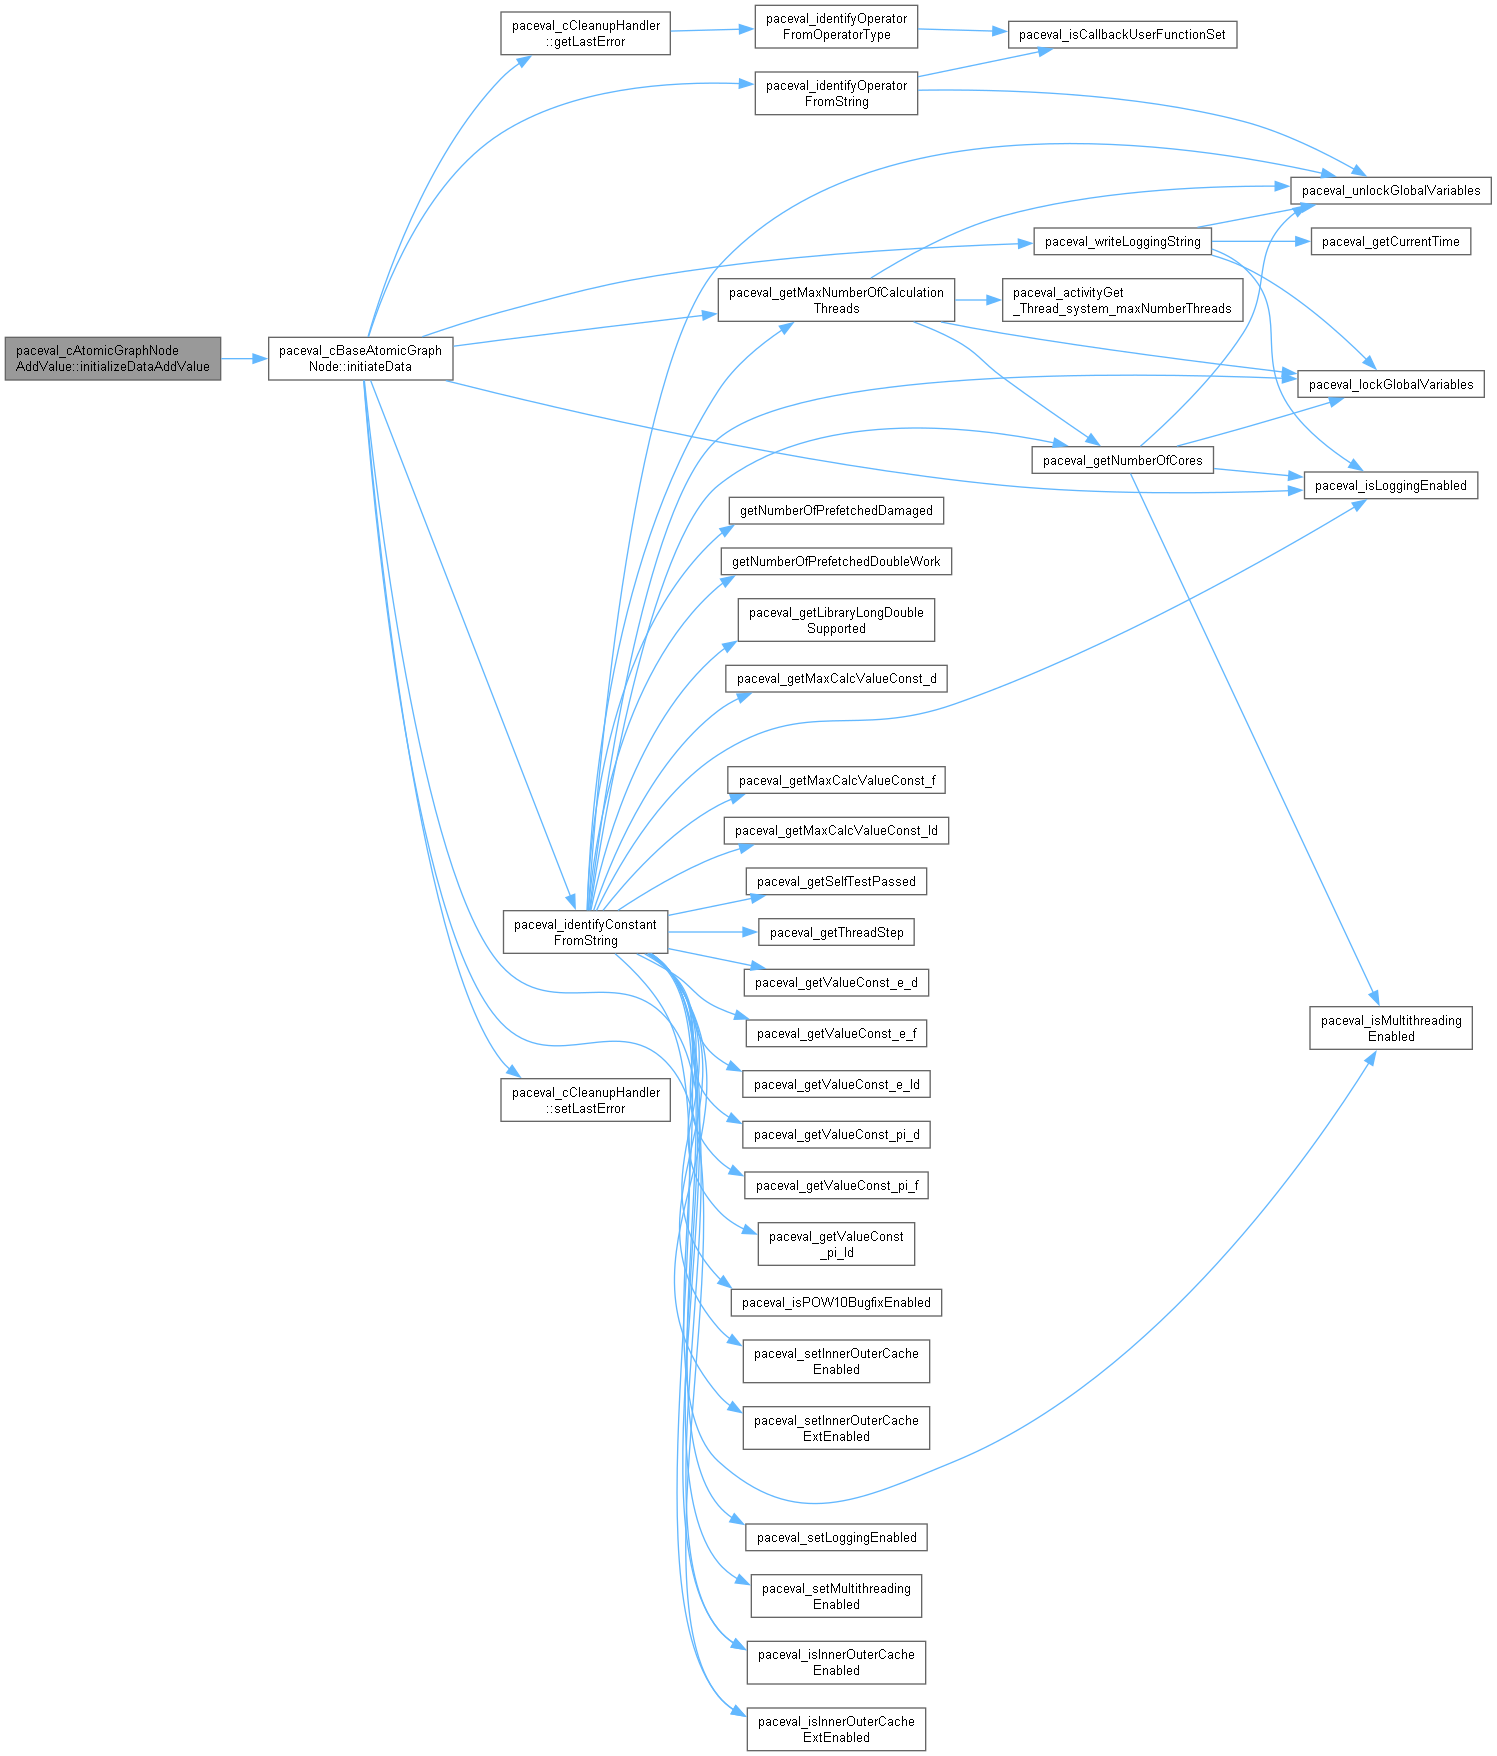 paceval_cAtomicGraphNode
AddValue::initializeDataAddValue
paceval_cBaseAtomicGraph
Node::initiateData
paceval_cCleanupHandler
::getLastError
paceval_identifyOperator
FromOperatorType
paceval_isCallbackUserFunctionSet
paceval_identifyOperator
FromString
paceval_unlockGlobalVariables
paceval_writeLoggingString
paceval_getCurrentTime
paceval_getMaxNumberOfCalculation
Threads
paceval_activityGet
_Thread_system_maxNumberThreads
paceval_lockGlobalVariables
paceval_getNumberOfCores
paceval_isLoggingEnabled
getNumberOfPrefetchedDamaged
getNumberOfPrefetchedDoubleWork
paceval_getLibraryLongDouble
Supported
paceval_getMaxCalcValueConst_d
paceval_getMaxCalcValueConst_f
paceval_getMaxCalcValueConst_ld
paceval_getSelfTestPassed
paceval_identifyConstant
FromString
paceval_getThreadStep
paceval_getValueConst_e_d
paceval_getValueConst_e_f
paceval_isMultithreading
Enabled
paceval_getValueConst_e_ld
paceval_cCleanupHandler
::setLastError
paceval_getValueConst_pi_d
paceval_getValueConst_pi_f
paceval_getValueConst
_pi_ld
paceval_isPOW10BugfixEnabled
paceval_setInnerOuterCache
Enabled
paceval_setInnerOuterCache
ExtEnabled
paceval_setLoggingEnabled
paceval_setMultithreading
Enabled
paceval_isInnerOuterCache
Enabled
paceval_isInnerOuterCache
ExtEnabled